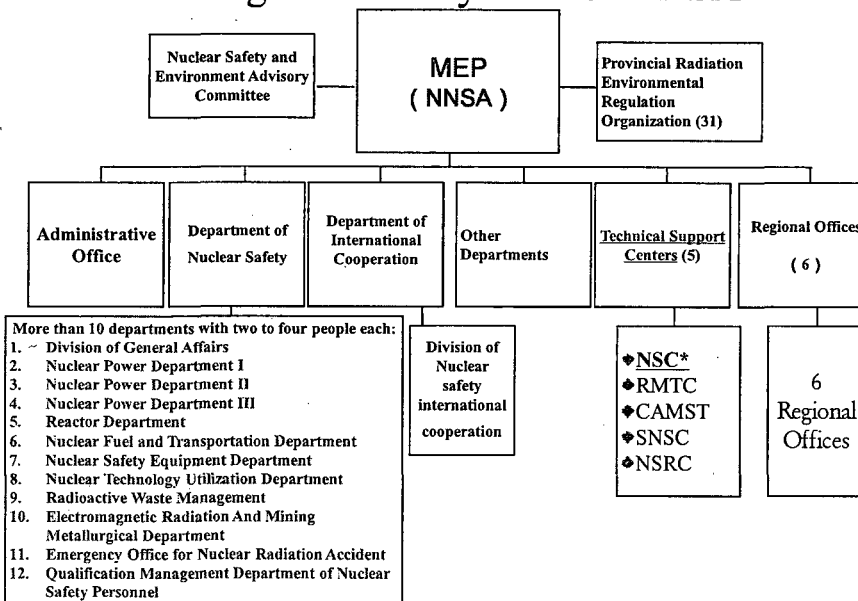 Nuclear Safety and
Environment Advisory
Committee
MEP
( NNSA )
Provincial Radiation
Environmental
Regulation
Organization (31)
Administrative
Office
Department of
Nuclear Safety
Department of
International
Cooperation
Other
Departments
Technical Support
Centers (5)
Regional Offices
( 6 )
More than 10 departments with two to four people each:
1. ~ Division of General Affairs
2. Nuclear Power Department I
3. Nuclear Power Department II
4. Nuclear Power Department III
5. Reactor Department
6. Nuclear Fuel and Transportation Department
7. Nuclear Safety Equipment Department
8. Nuclear Technology Utilization Department
9. Radioactive Waste Management
10. Electromagnetic Radiation And Mining
Metallurgical Department
11. Emergency Office for Nuclear Radiation Accident
12. Qualification Management Department of Nuclear
Safety Personnel
Division of
Nuclear
safety
international
cooperation
◆NSC*
◆RMTC
◆CAMST
◆SNSC
◆NSRC
6
Regional
Offices